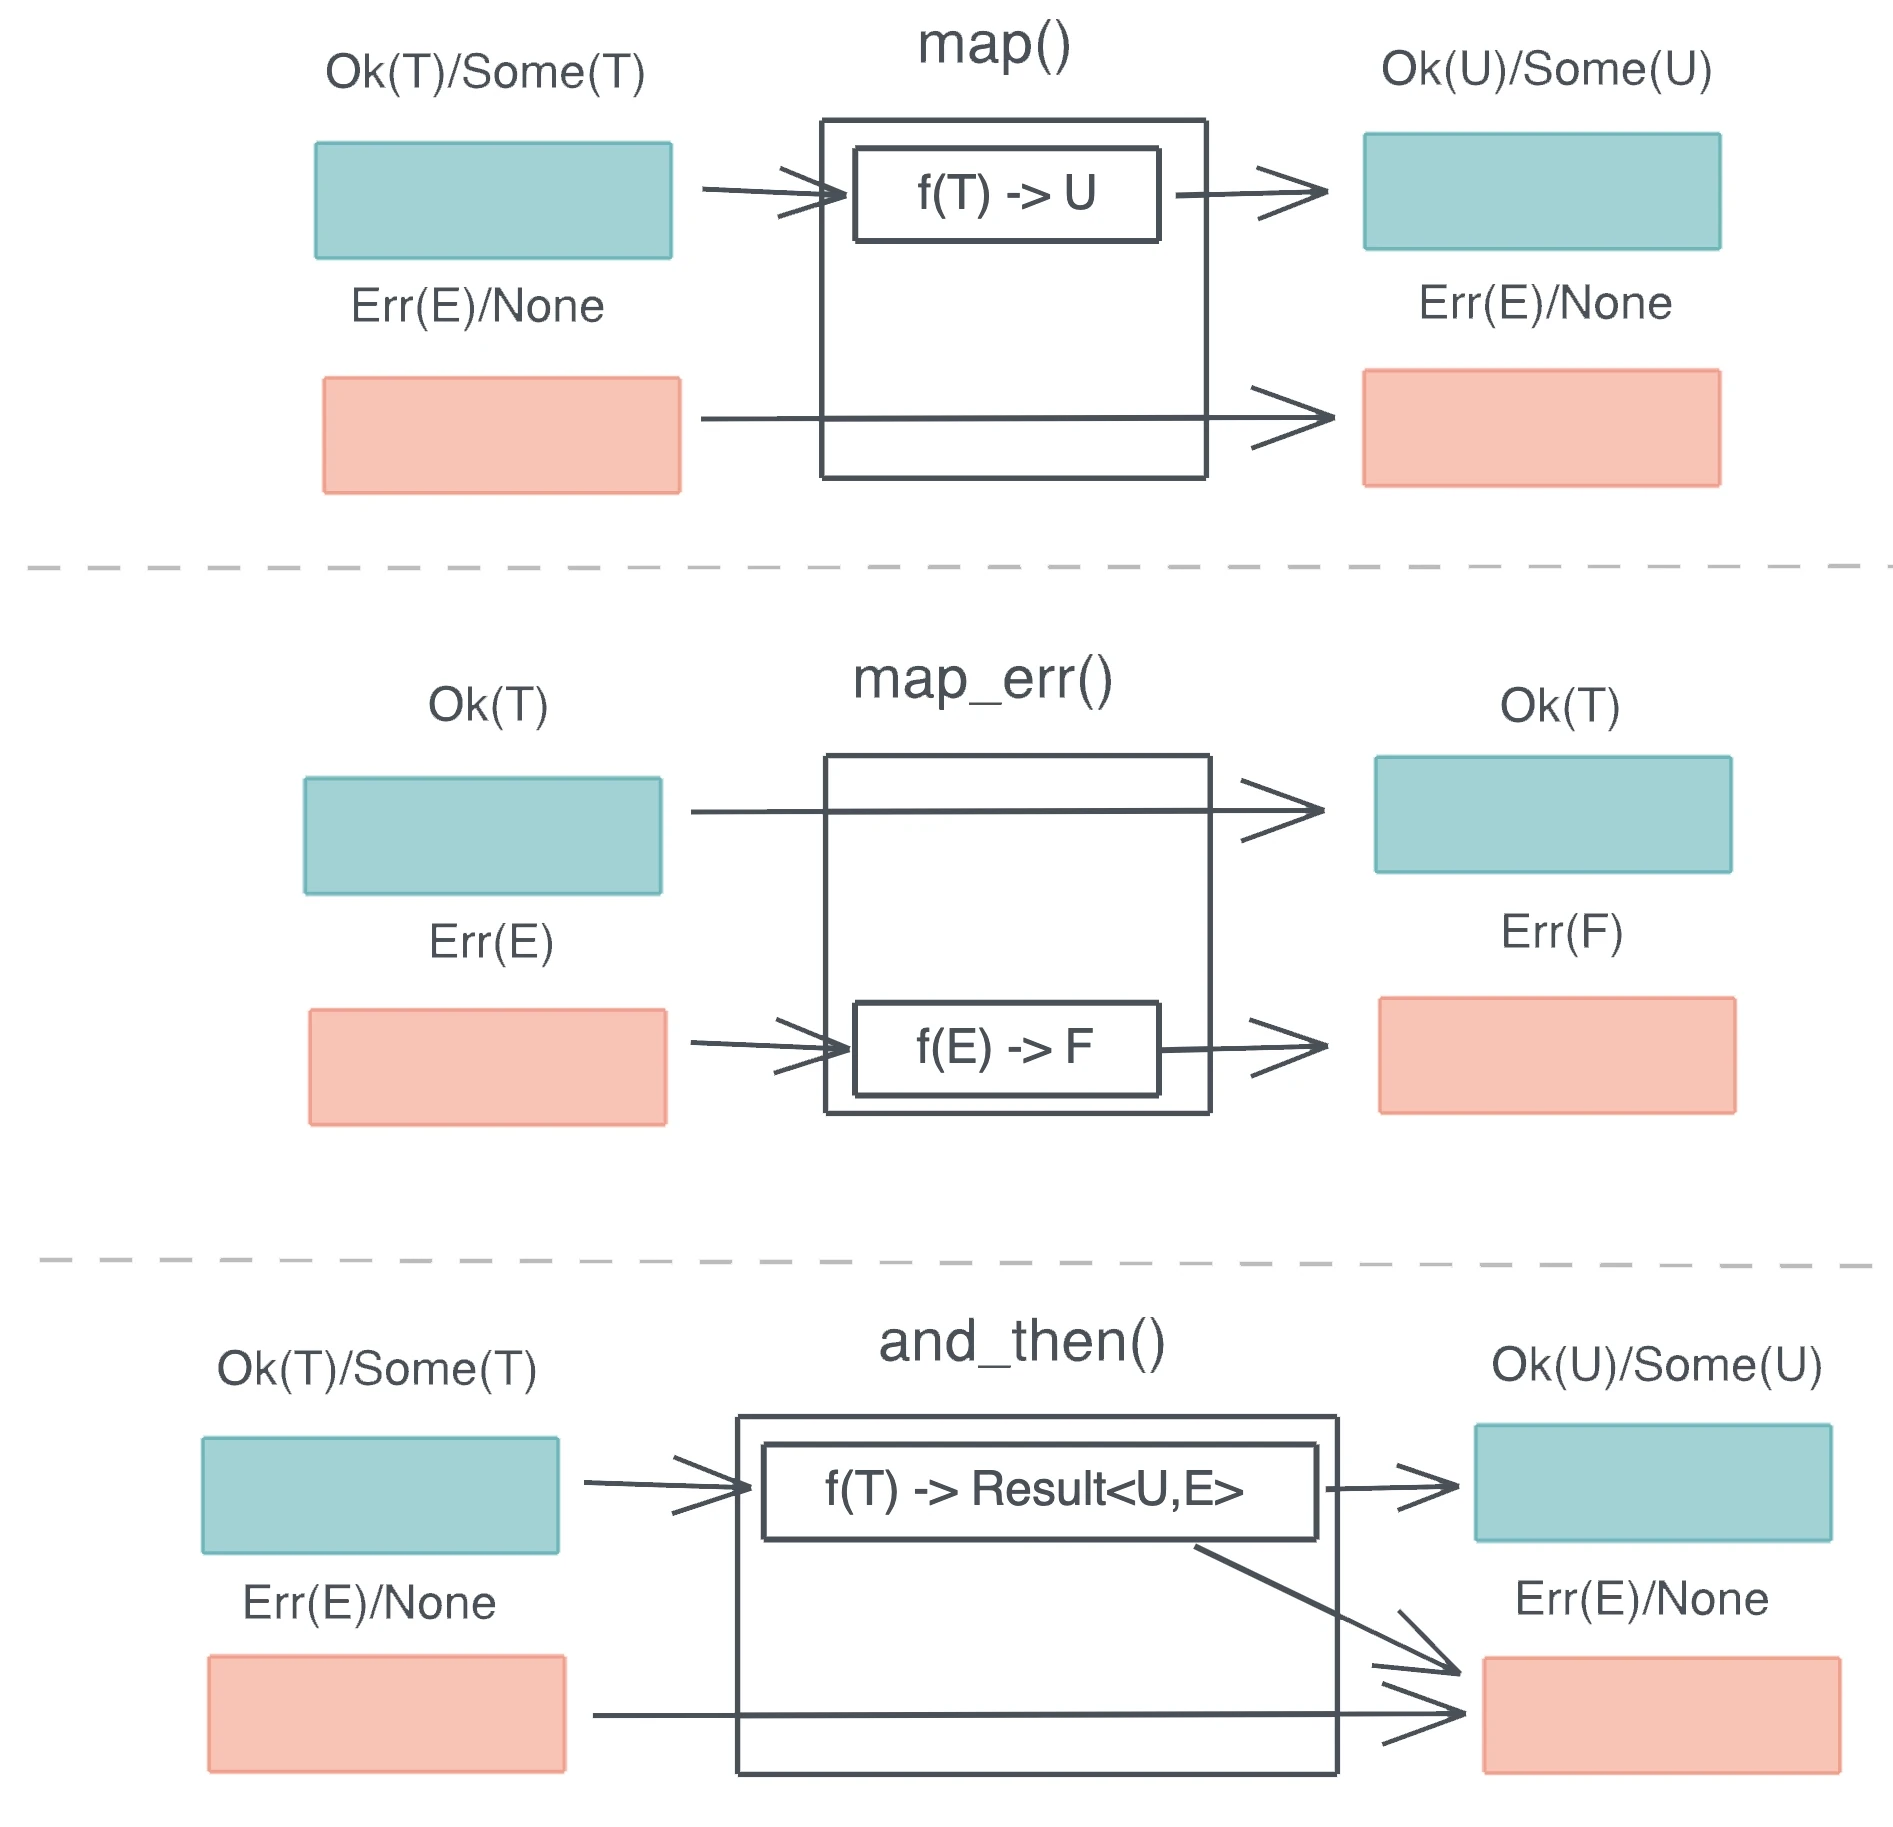 map()
Ok(T)/Some(T)
Ok(U)/Some(U)
f(T) -> U
Err(E)/None
Err(E)/None
map_err()
Ok(T)
Ok(T)
Err(E)
Err(F)
f(E) -> F
and_then()
Ok(T)/Some(T)
Ok(U)/Some(U)
f(T) -> Result<U,E>
Err(E)/None
Err(E)/None